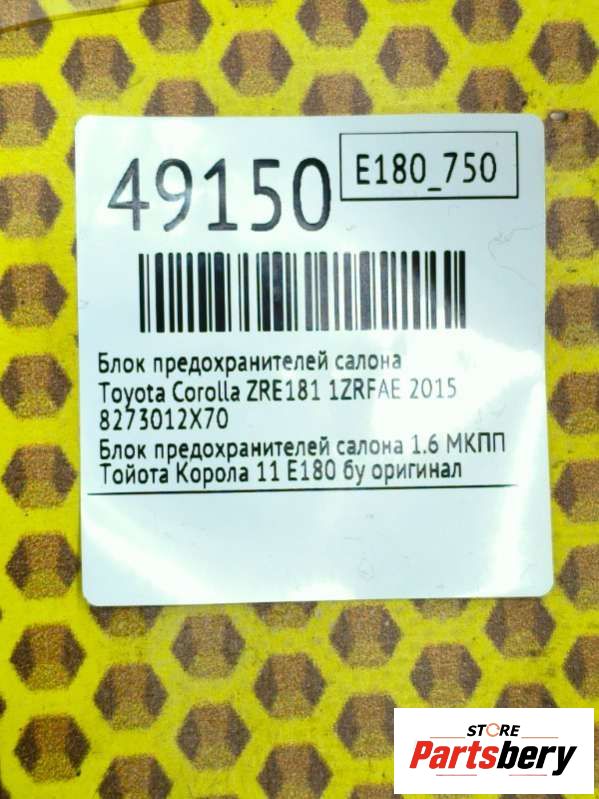 49150
E180_750
Блок предохранителей салона
Toyota Corolla ZRE181 1ZRFAE 2015
8273012X70
Блок предохранителей салона 1.6 МКПП
Тойота Корола 11 Е180 бу оригинал
STORE
Partsbery